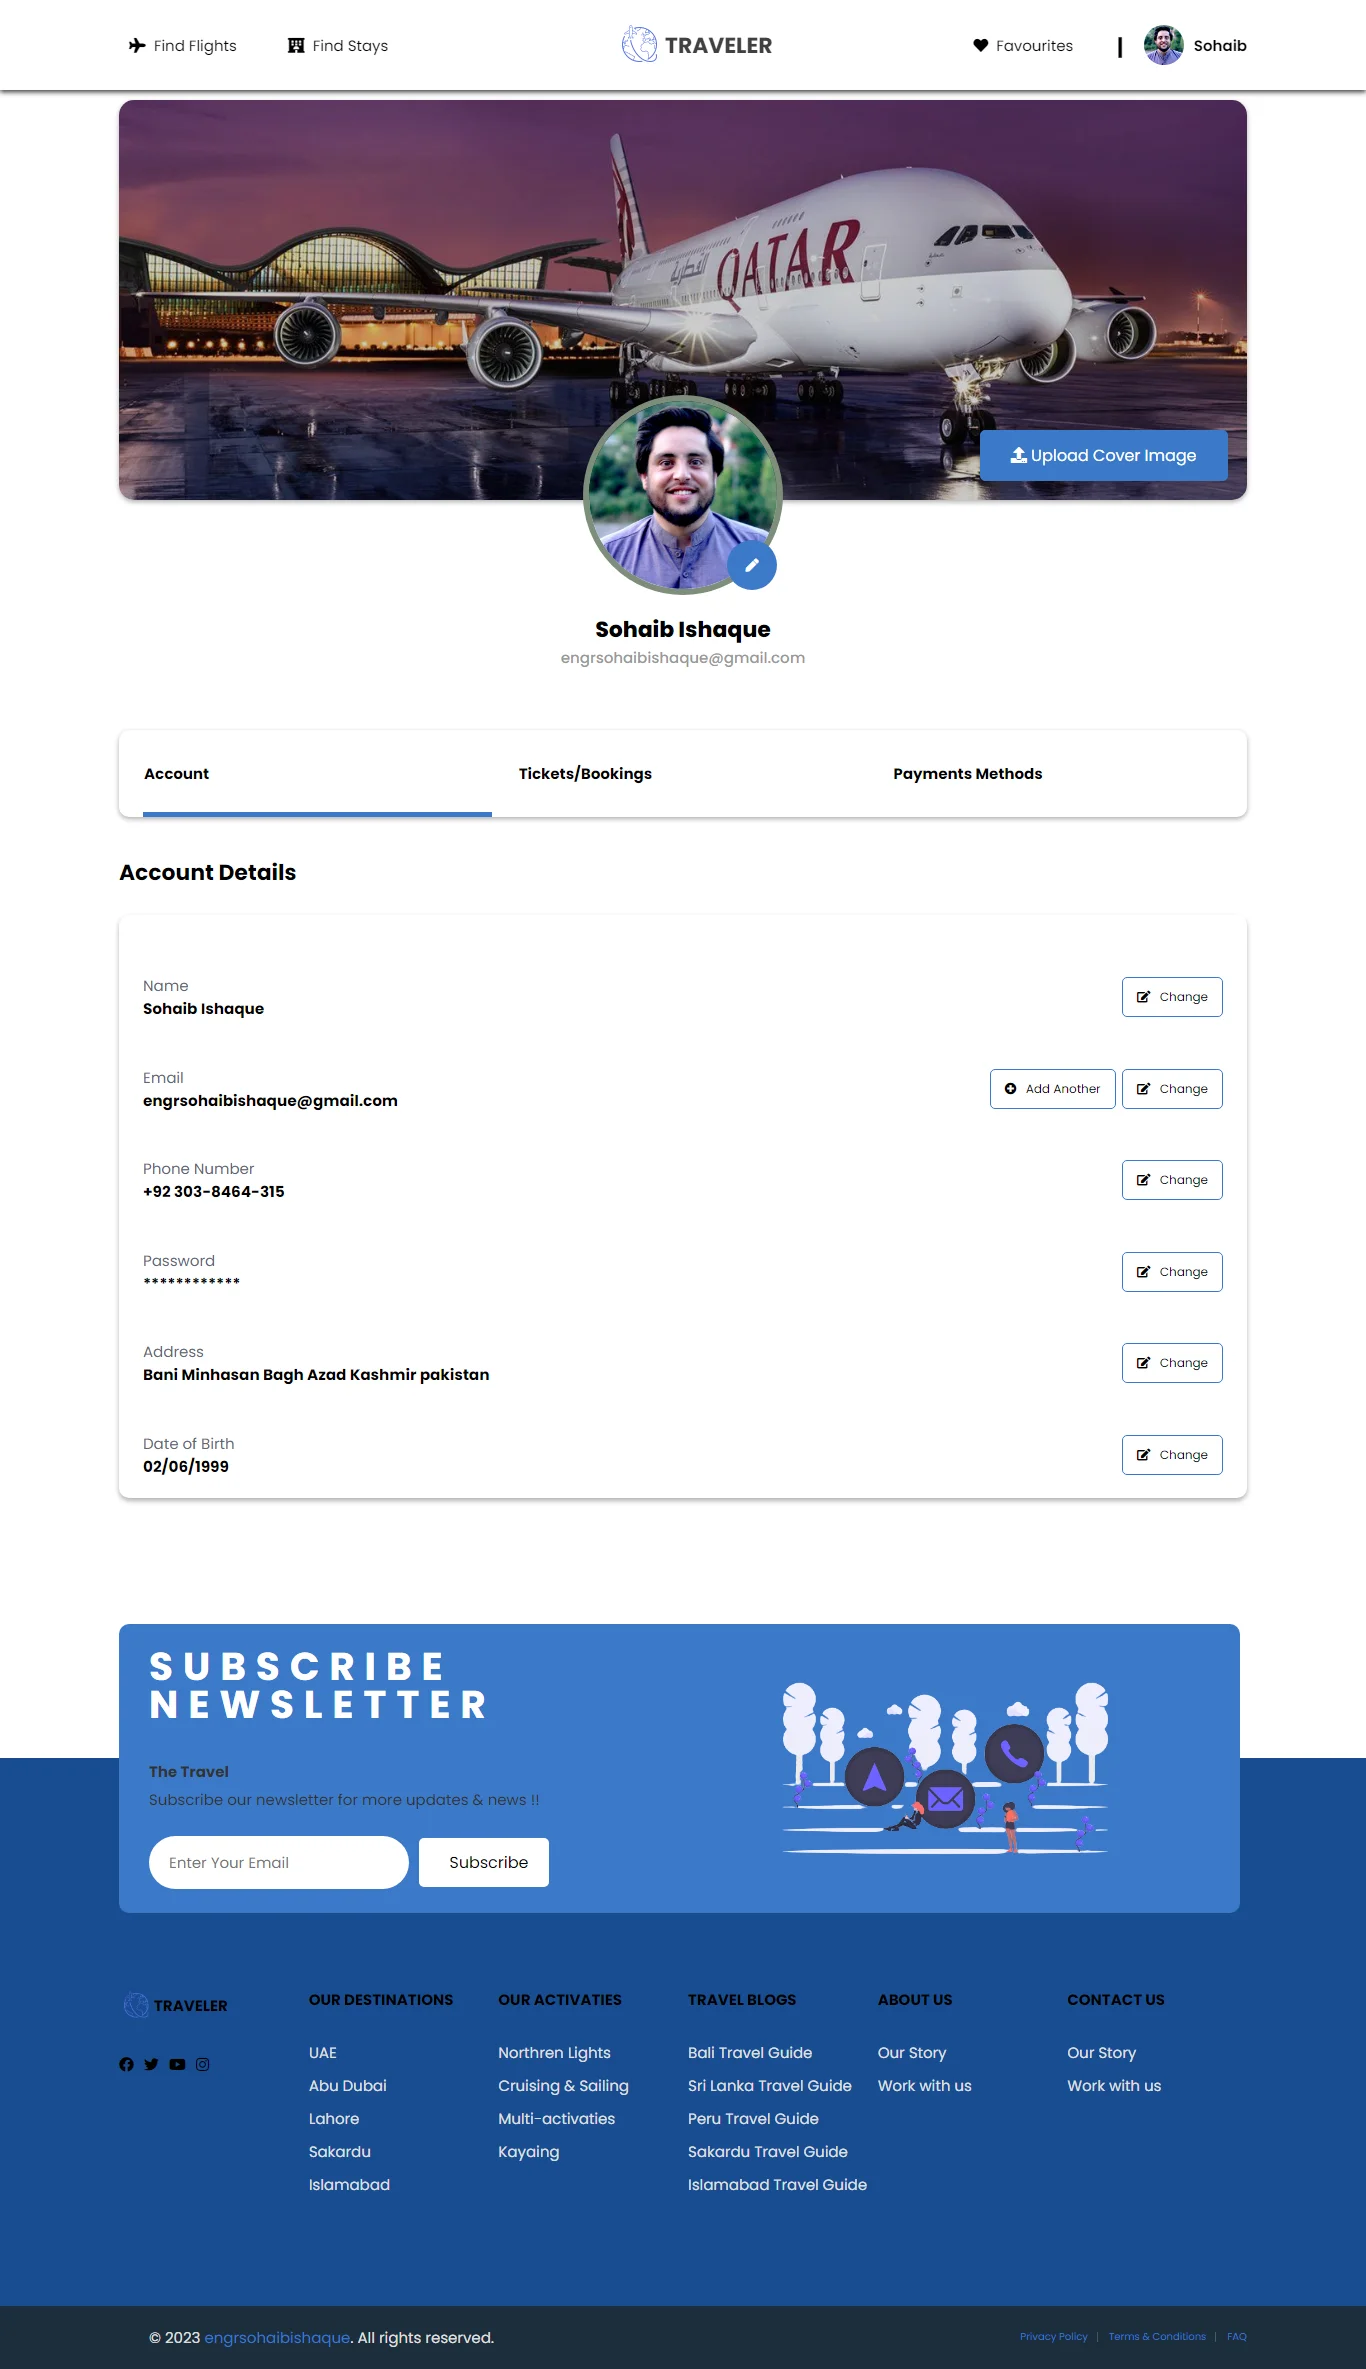 Find Flights
Find Stays
TRAVELER
Favourites
Sohaib
القطرية
QATAR
Upload Cover Image
Sohaib Ishaque
engrsohaibishaque@gmail.com
Account
Tickets/Bookings
Payments Methods
Account Details
Name
Sohaib Ishaque
Change
Email
engrsohaibishaque@gmail.com
Add Another
Change
Phone Number
+92 303-8464-315
Change
Password
************
Change
Address
Bani Minhasan Bagh Azad Kashmir pakistan
Change
Date of Birth
02/06/1999
Change
SUBSCRIBE
NEWSLETTER
The Travel
Subscribe our newsletter for more updates & news !!
Enter Your Email
Subscribe
TRAVELER
OUR DESTINATIONS
UAE
Abu Dubai
Lahore
Sakardu
Islamabad
OUR ACTIVATIES
Northren Lights
Cruising & Sailing
Multi-activaties
Kayaing
TRAVEL BLOGS
Bali Travel Guide
Sri Lanka Travel Guide
Peru Travel Guide
Sakardu Travel Guide
Islamabad Travel Guide
ABOUT US
Our Story
Work with us
CONTACT US
Our Story
Work with us
© 2023 engrsohaibishaque. All rights reserved.
Privacy Policy | Terms & Conditions | FAQ